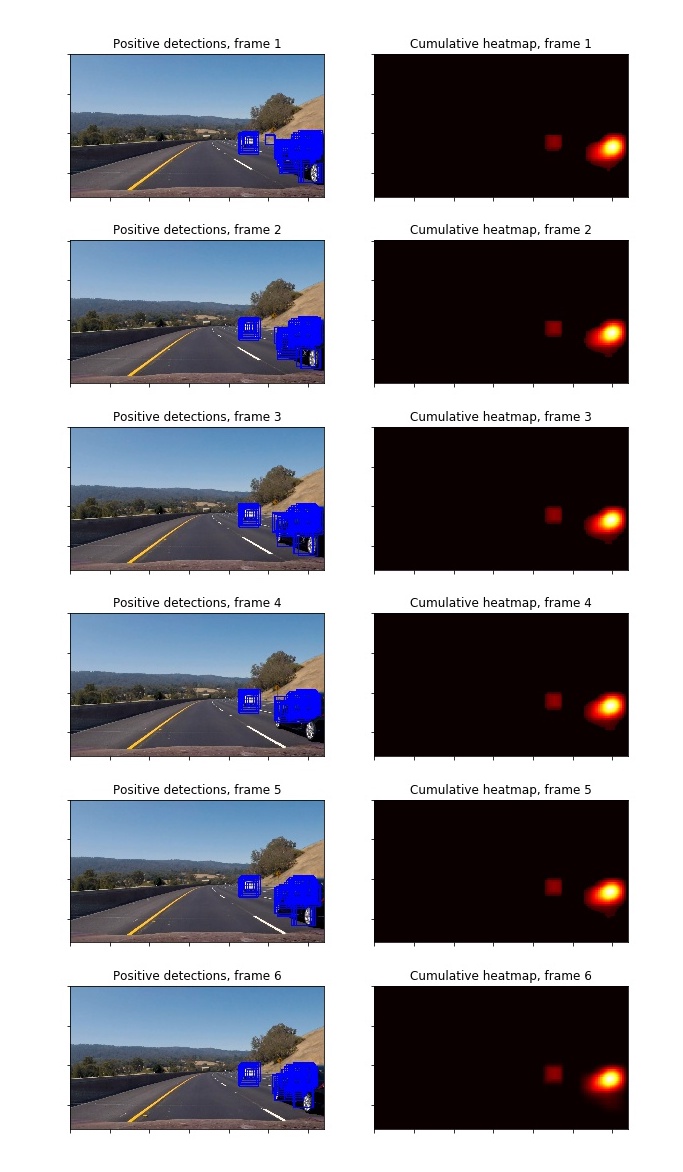 Positive detections, frame 1
Cumulative heatmap, frame 1
Positive detections, frame 2
Cumulative heatmap, frame 2
Positive detections, frame 3
Cumulative heatmap, frame 3
Positive detections, frame 4
Cumulative heatmap, frame 4
Positive detections, frame 5
Cumulative heatmap, frame 5
Positive detections, frame 6
Cumulative heatmap, frame 6